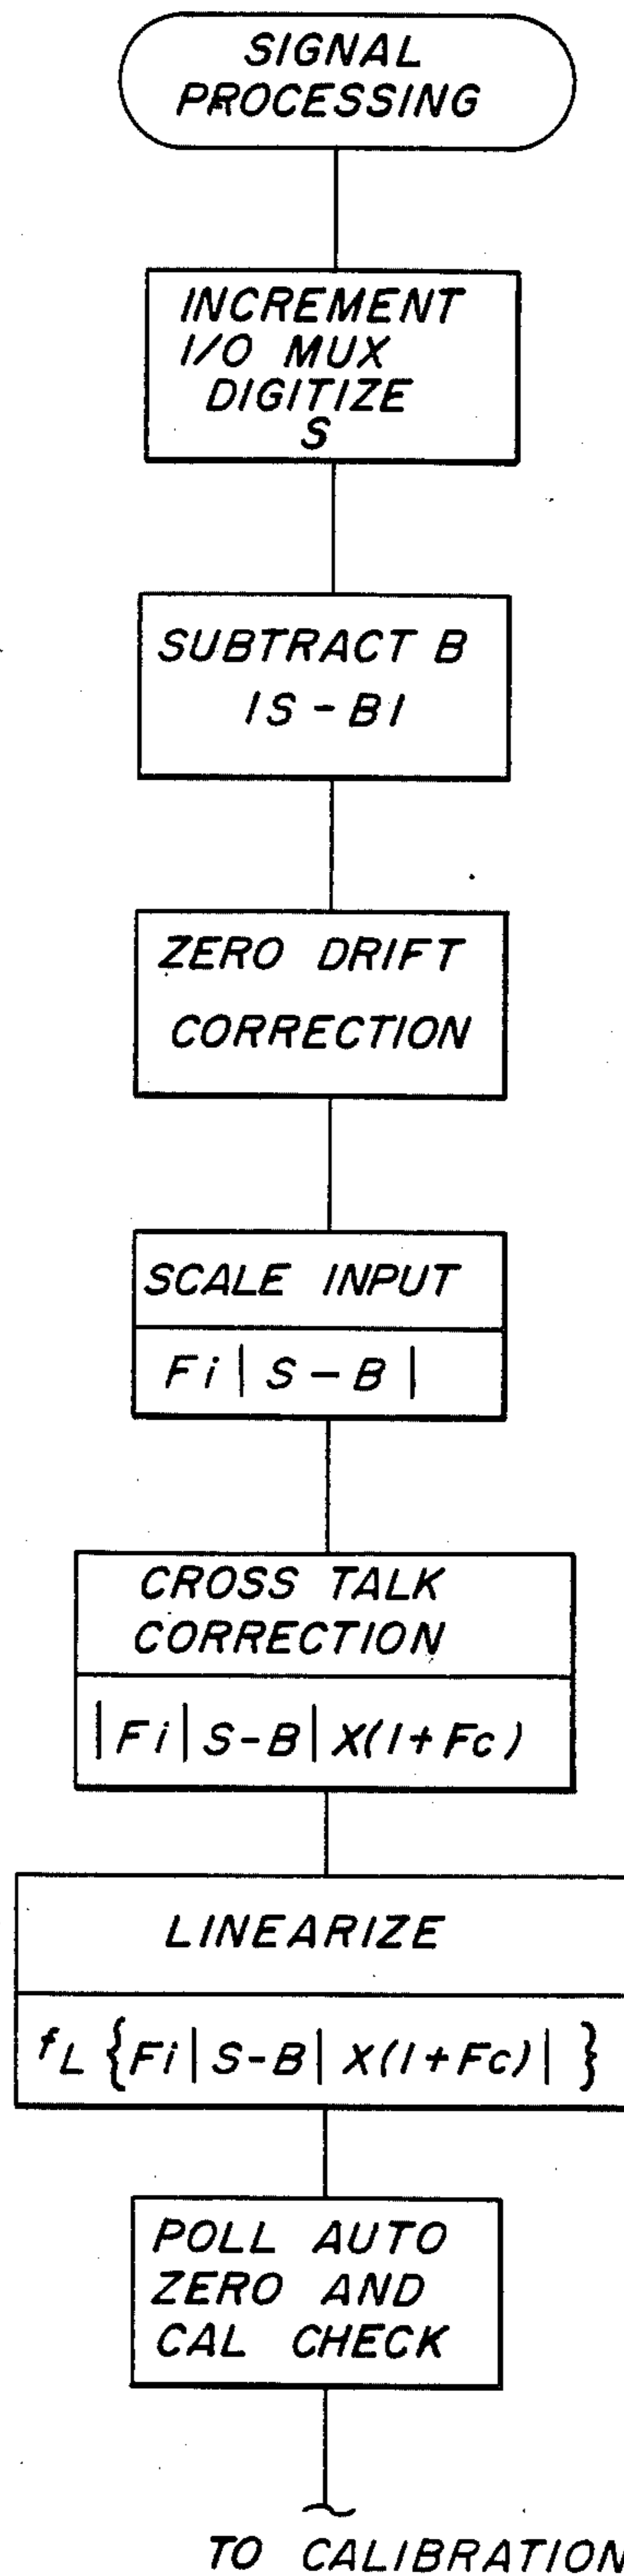 SIGNAL
PROCESSING
INCREMENT
I/O MUX
DIGITIZE
S
SUBTRACT B
|S-B|
ZERO DRIFT
CORRECTION
SCALE INPUT
Fi|S-B|
CROSS TALK
CORRECTION
|Fi|S-B|X(1+Fc)
LINEARIZE
fL{Fi|S-B|X(1+Fc)|}
POLL AUTO
ZERO AND
CAL CHECK
TO CALIBRATION